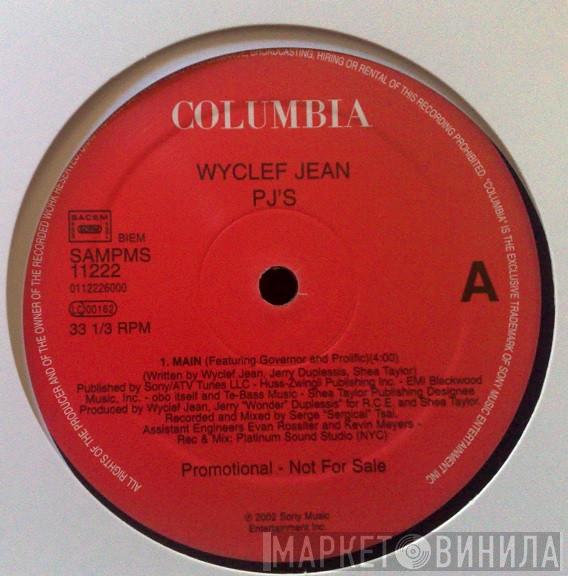 COLUMBIA
WYCLEF JEAN
PJ'S
SACEM
BIEM
SAMPMS
11222
0112226000
LC 00162
33 1/3 RPM
A
1. MAIN (Featuring Governor and Prolific)(4:00)
(Written by Wyclef Jean, Jerry Duplessis, Shea Taylor)
Published by Sony/ATV Tunes LLC - Huss-Zwingli Publishing Inc. - EMI Blackwood
Music, Inc. - obo itself and Te-Bass Music - Shea Taylor Publishing Designee
Produced by Wyclef Jean, Jerry "Wonder" Duplessis* for R.C.E. and Shea Taylor.
Recorded and Mixed by Serge "Sergical" Tsai.
Assistant Engineers Evan Rossiter and Kevin Meyers -
Rec & Mix: Platinum Sound Studio (NYC)
Promotional - Not For Sale
℗ 2002 Sony Music
Entertainment Inc.
ALL RIGHTS OF THE PRODUCER AND OF THE OWNER OF THE RECORDED WORK RESERVED. BROADCASTING, HIRING OR RENTAL OF THIS RECORDING PROHIBITED. "COLUMBIA" IS THE EXCLUSIVE TRADEMARK OF SONY MUSIC ENTERTAINMENT INC
МАРКЕТ ВИНИЛА